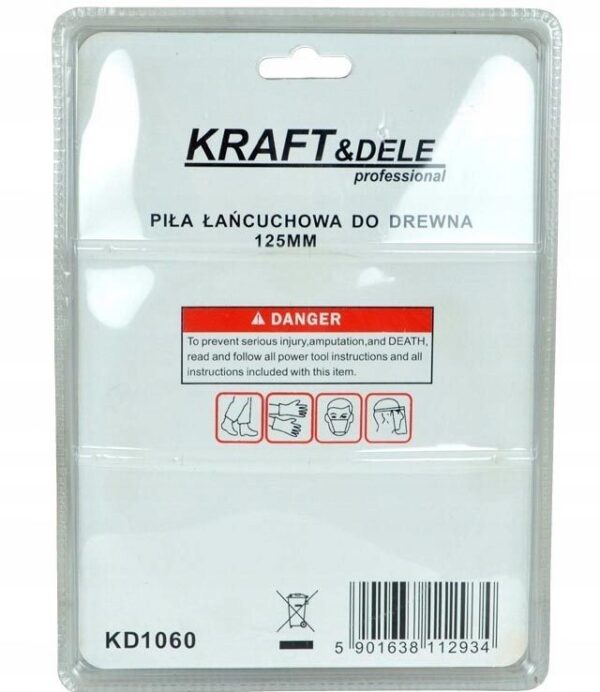 KRAFT&DELE
professional
PIŁA ŁAŃCUCHOWA DO DREWNA
125MM
DANGER
To prevent serious injury,amputation,and DEATH,
read and follow all power tool instructions and all
instructions included with this item.
KD1060
5 901638 112934